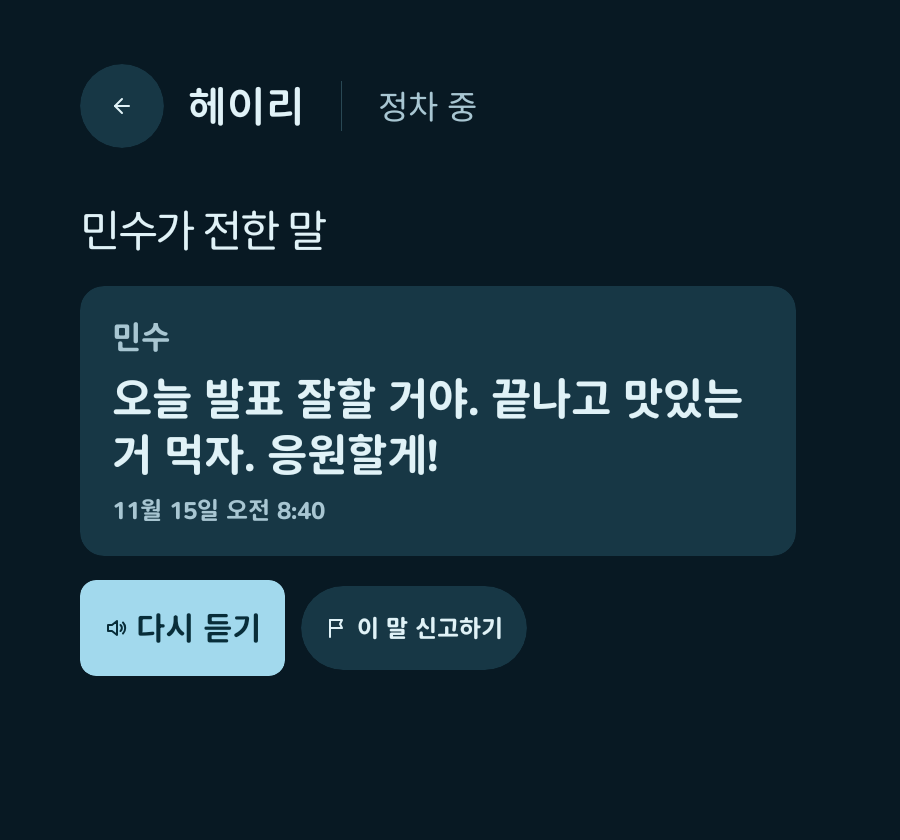 헤이리
정차 중
민수가 전한 말
민수
오늘 발표 잘할 거야. 끝나고 맛있는
거 먹자. 응원할게!
11월 15일 오전 8:40
다시 듣기
이 말 신고하기